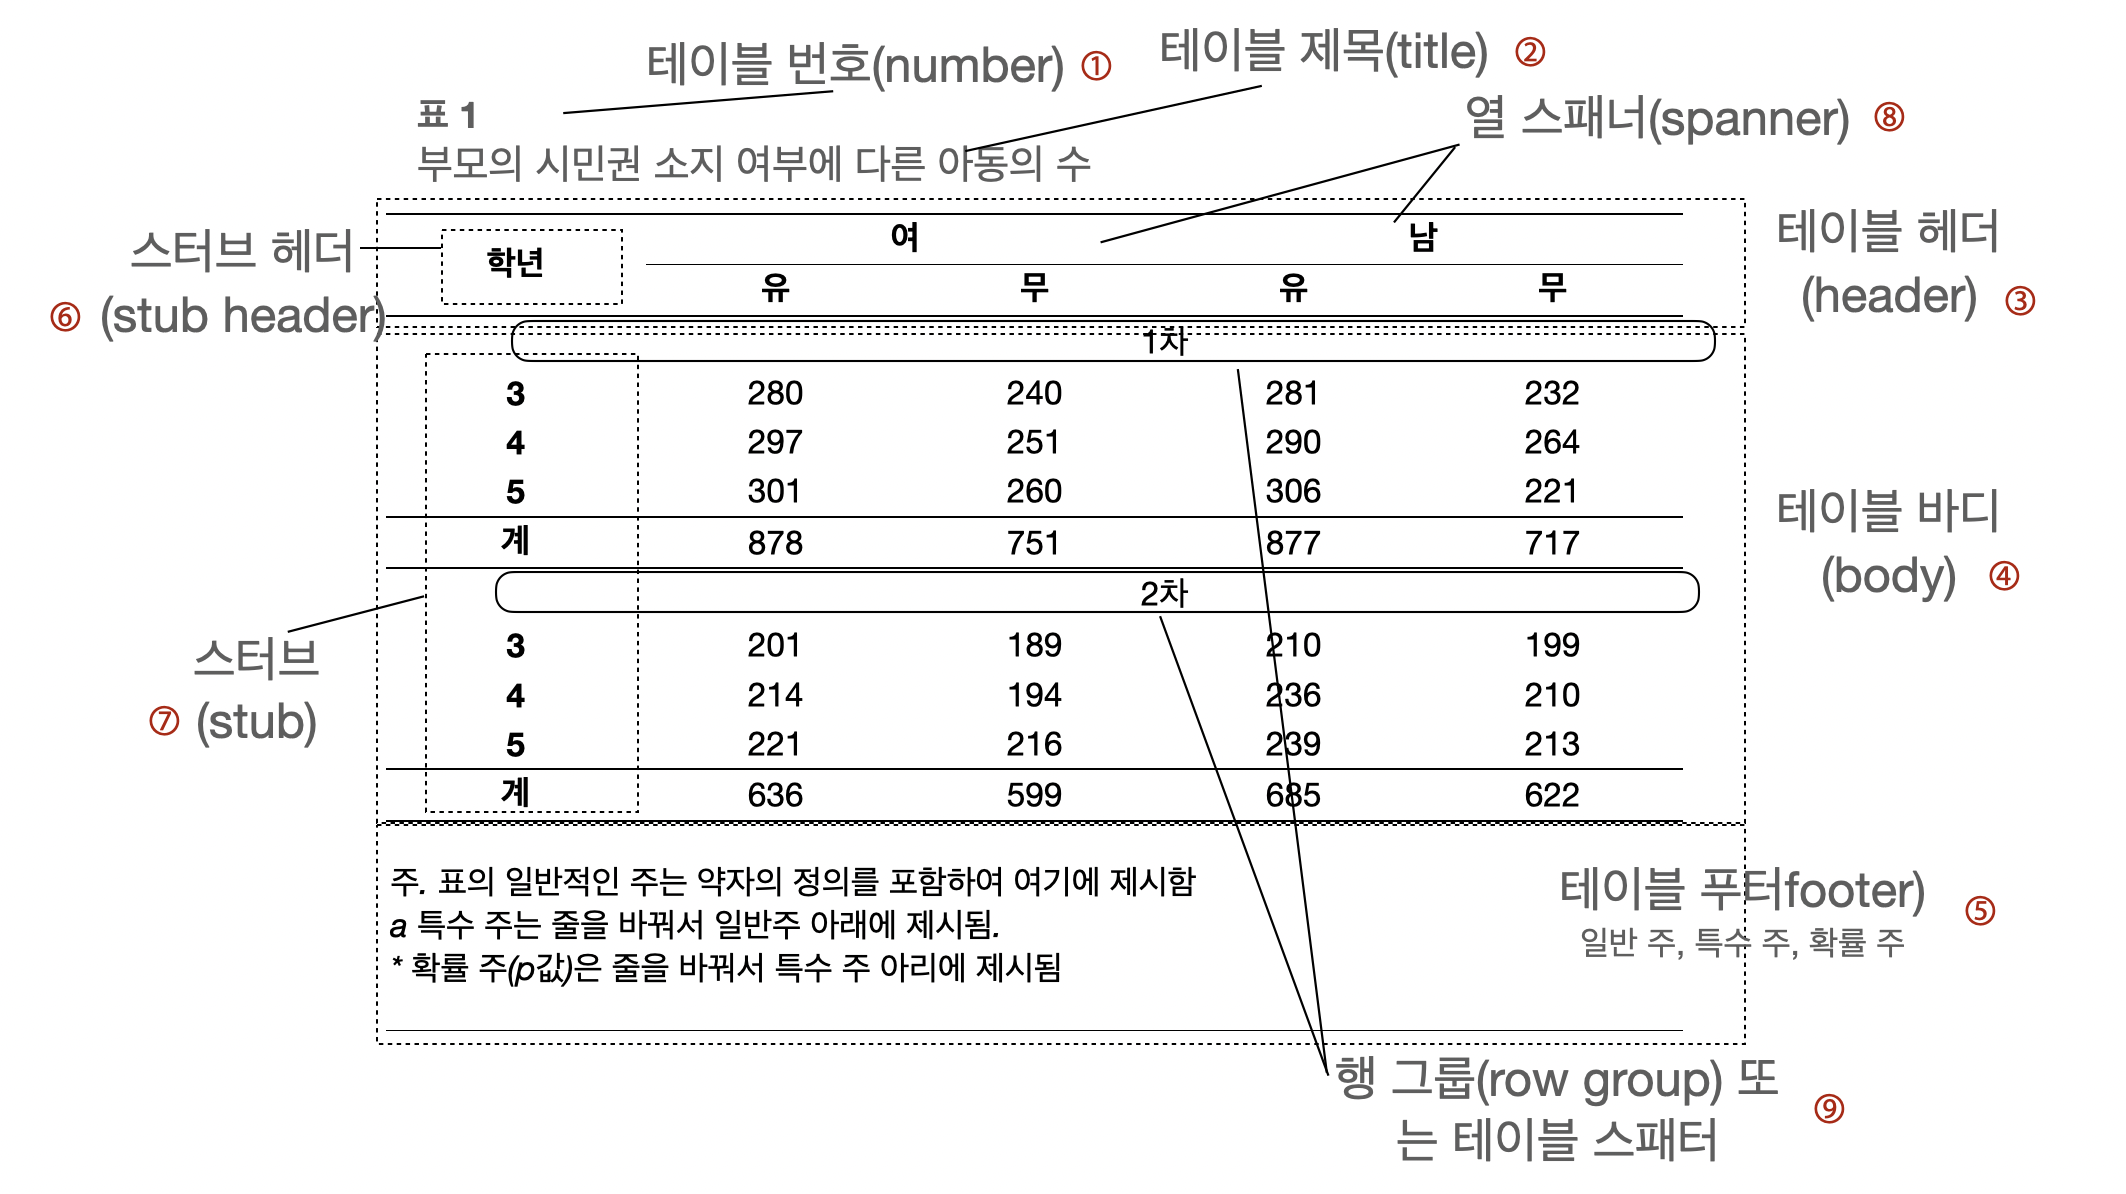 테이블 번호(number) ①
테이블 제목(title) ②
표 1
열 스패너(spanner) ⑧
부모의 시민권 소지 여부에 다른 아동의 수
스터브 헤더
⑥ (stub header)
학년
여 남
유 무 유 무
테이블 헤더
(header) ③
1차
3 280 240 281 232
4 297 251 290 264
5 301 260 306 221
계 878 751 877 717
테이블 바디
(body) ④
2차
3 201 189 210 199
4 214 194 236 210
5 221 216 239 213
계 636 599 685 622
스터브
⑦ (stub)
주. 표의 일반적인 주는 약자의 정의를 포함하여 여기에 제시함
a 특수 주는 줄을 바꿔서 일반주 아래에 제시됨.
* 확률 주(p값)은 줄을 바꿔서 특수 주 아리에 제시됨
테이블 푸터footer) ⑤
일반 주, 특수 주, 확률 주
행 그룹(row group) 또
는 테이블 스패터 ⑨